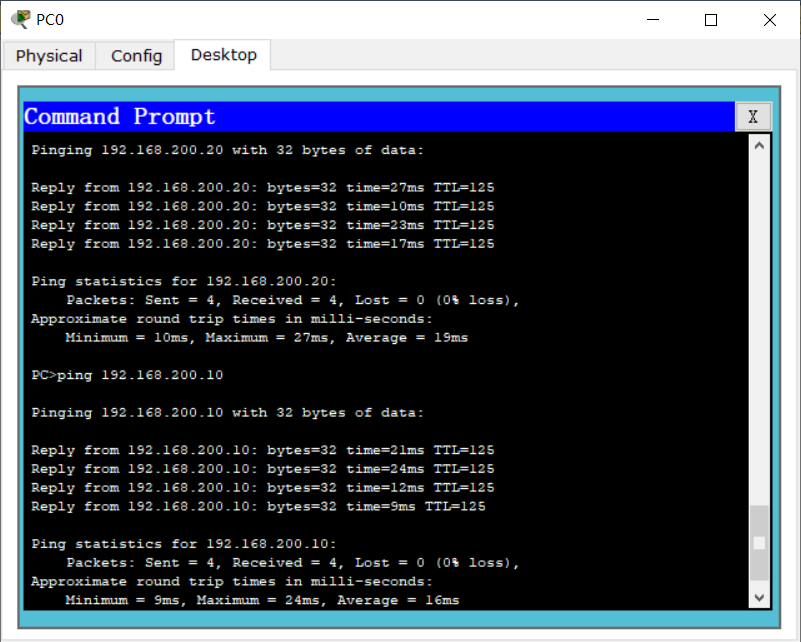 PC0
Physical Config Desktop
Command Prompt X
Pinging 192.168.200.20 with 32 bytes of data:
Reply from 192.168.200.20: bytes=32 time=27ms TTL=125
Reply from 192.168.200.20: bytes=32 time=10ms TTL=125
Reply from 192.168.200.20: bytes=32 time=23ms TTL=125
Reply from 192.168.200.20: bytes=32 time=17ms TTL=125
Ping statistics for 192.168.200.20:
    Packets: Sent = 4, Received = 4, Lost = 0 (0% loss),
Approximate round trip times in milli-seconds:
    Minimum = 10ms, Maximum = 27ms, Average = 19ms
PC>ping 192.168.200.10
Pinging 192.168.200.10 with 32 bytes of data:
Reply from 192.168.200.10: bytes=32 time=21ms TTL=125
Reply from 192.168.200.10: bytes=32 time=24ms TTL=125
Reply from 192.168.200.10: bytes=32 time=12ms TTL=125
Reply from 192.168.200.10: bytes=32 time=9ms TTL=125
Ping statistics for 192.168.200.10:
    Packets: Sent = 4, Received = 4, Lost = 0 (0% loss),
Approximate round trip times in milli-seconds:
    Minimum = 9ms, Maximum = 24ms, Average = 16ms